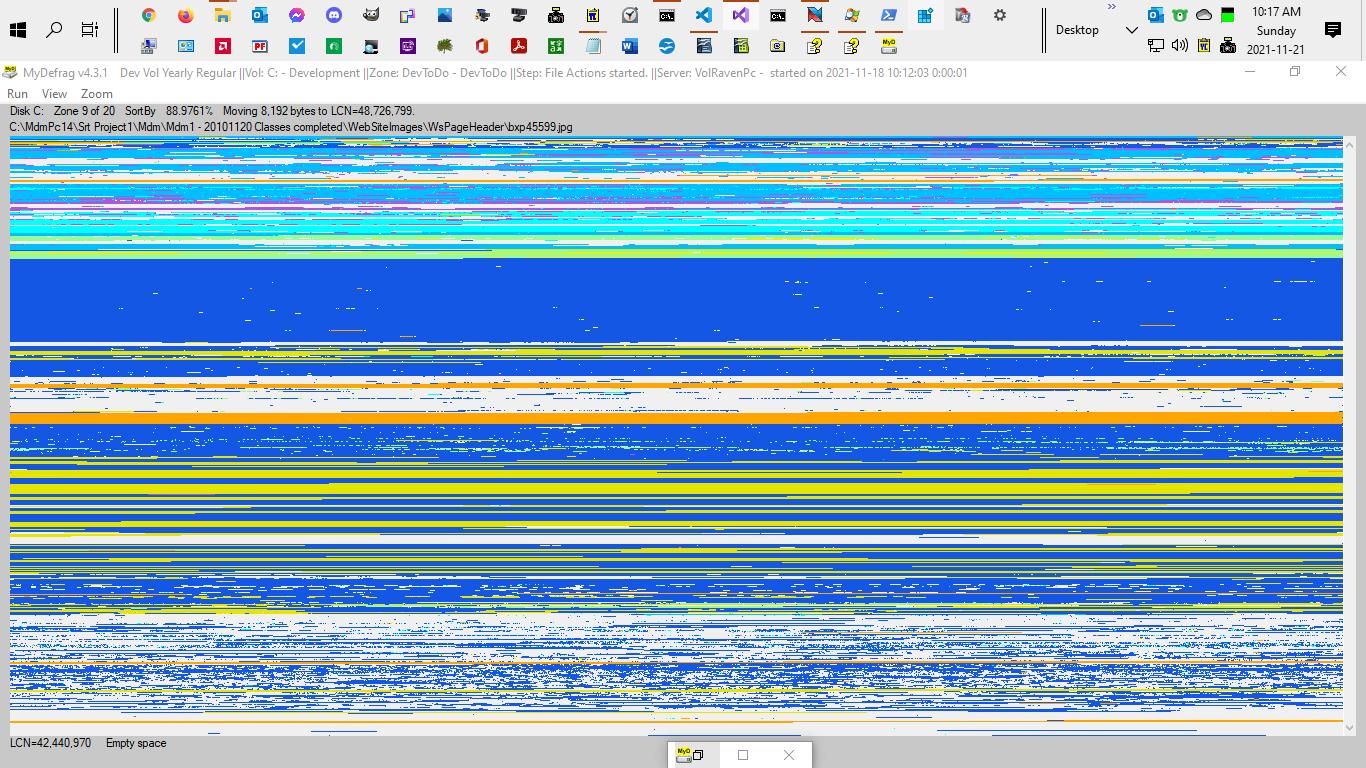 10:17 AM
Desktop
Sunday
2021-11-21
MyDefrag v4.3.1 Dev Vol Yearly Regular ||Vol: C: - Development ||Zone: DevToDo - DevToDo ||Step: File Actions started. ||Server: VolRavenPc - started on 2021-11-18 10:12:03 0:00:01
Run View Zoom
Disk C: Zone 9 of 20 SortBy 88.9761% Moving 8,192 bytes to LCN=48,726,799.
C:\MdmPc14\Srt Project1\Mdm\Mdm1 - 20101120 Classes completed\WebSiteImages\WsPageHeader\bxp45599.jpg
LCN=42,440,970 Empty space
MyD